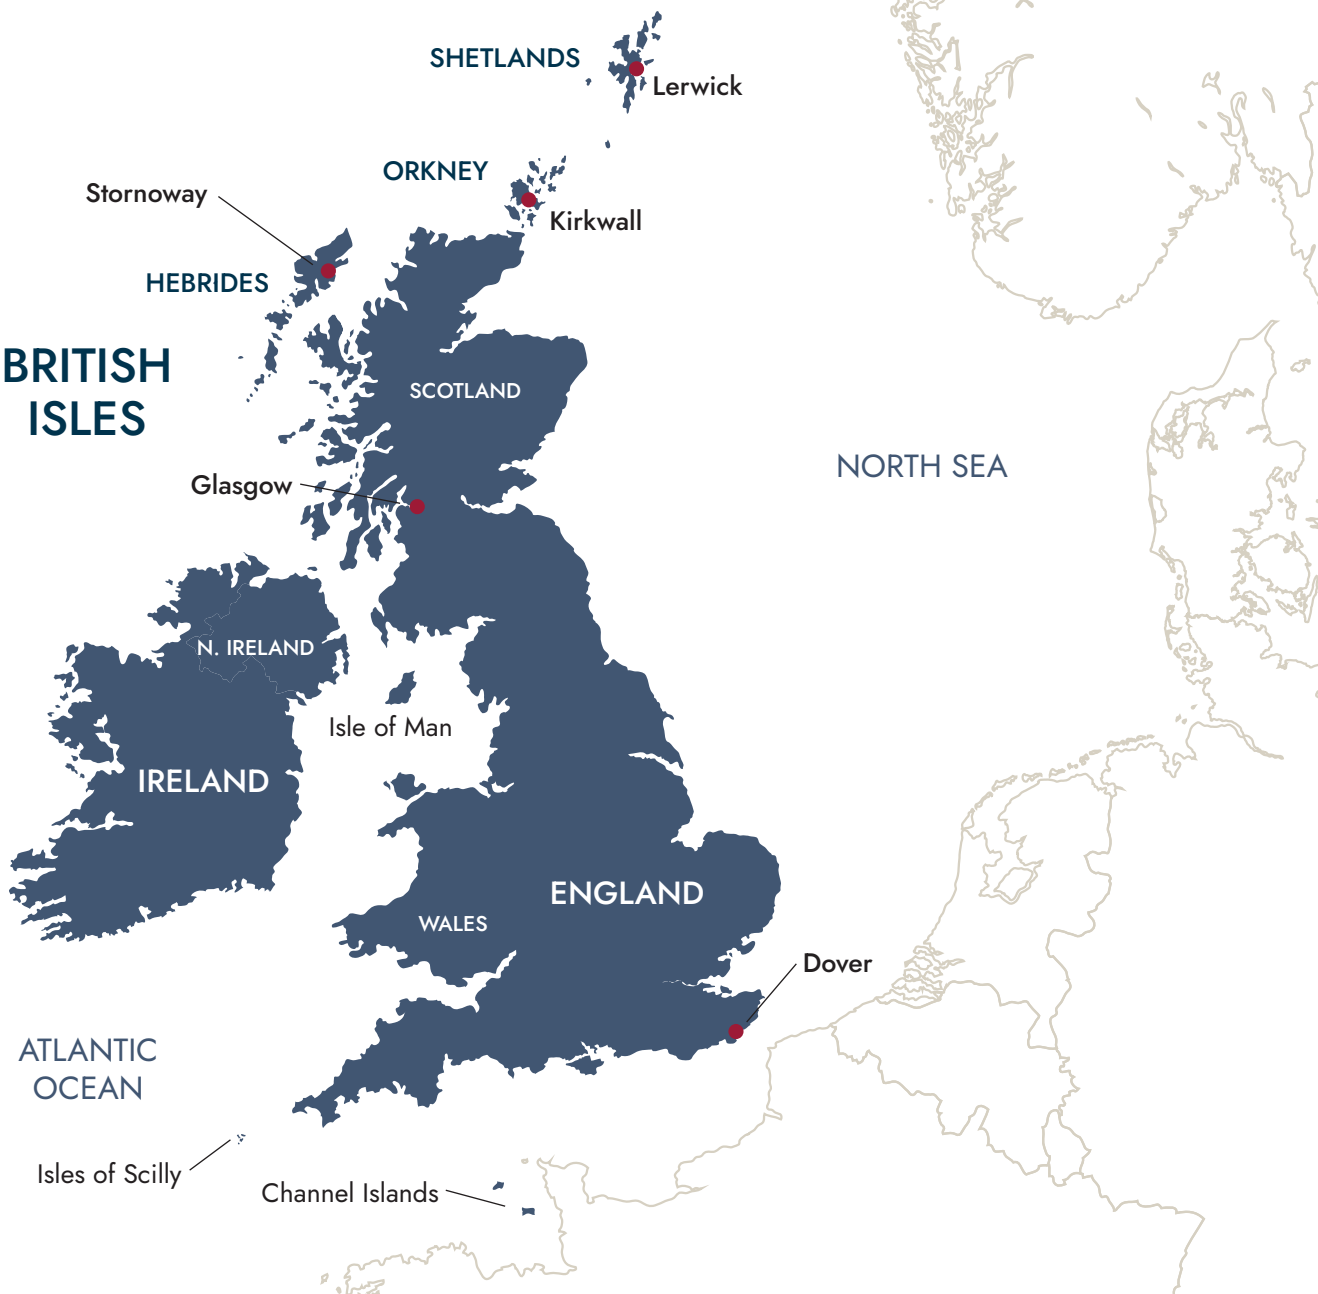 SHETLANDS
Lerwick
ORKNEY
Stornoway
Kirkwall
HEBRIDES
BRITISH
ISLES
SCOTLAND
NORTH SEA
Glasgow
N. IRELAND
Isle of Man
IRELAND
ENGLAND
WALES
Dover
ATLANTIC
OCEAN
Isles of Scilly
Channel Islands